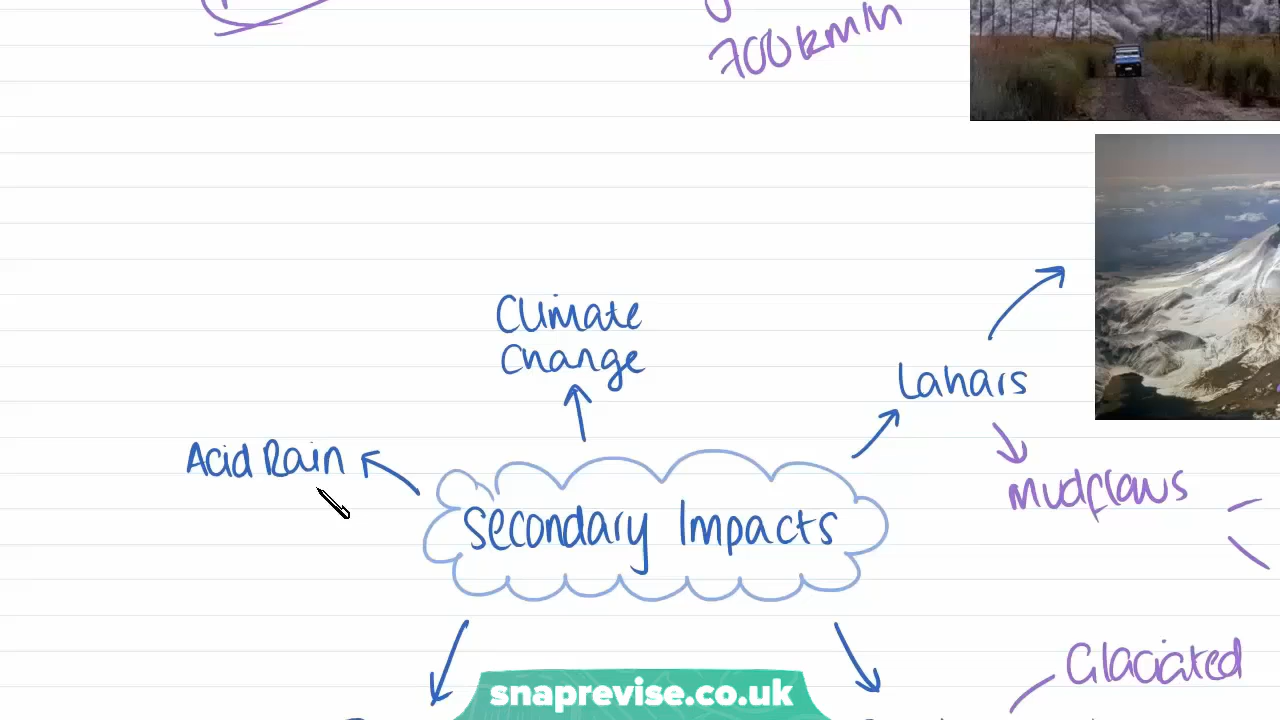 700km/h
Climate
Change
Lahars
Acid Rain
Mudflows
Secondary Impacts
Glaciated
snaprevise.co.uk